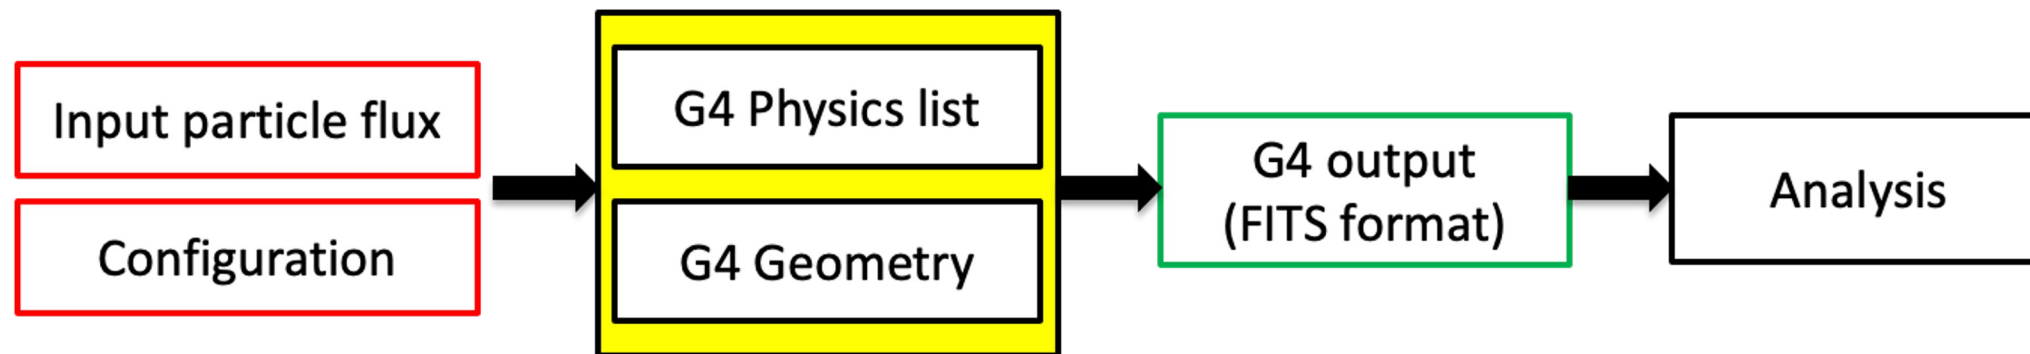 Input particle flux
Configuration
G4 Physics list
G4 Geometry
G4 output
(FITS format)
Analysis